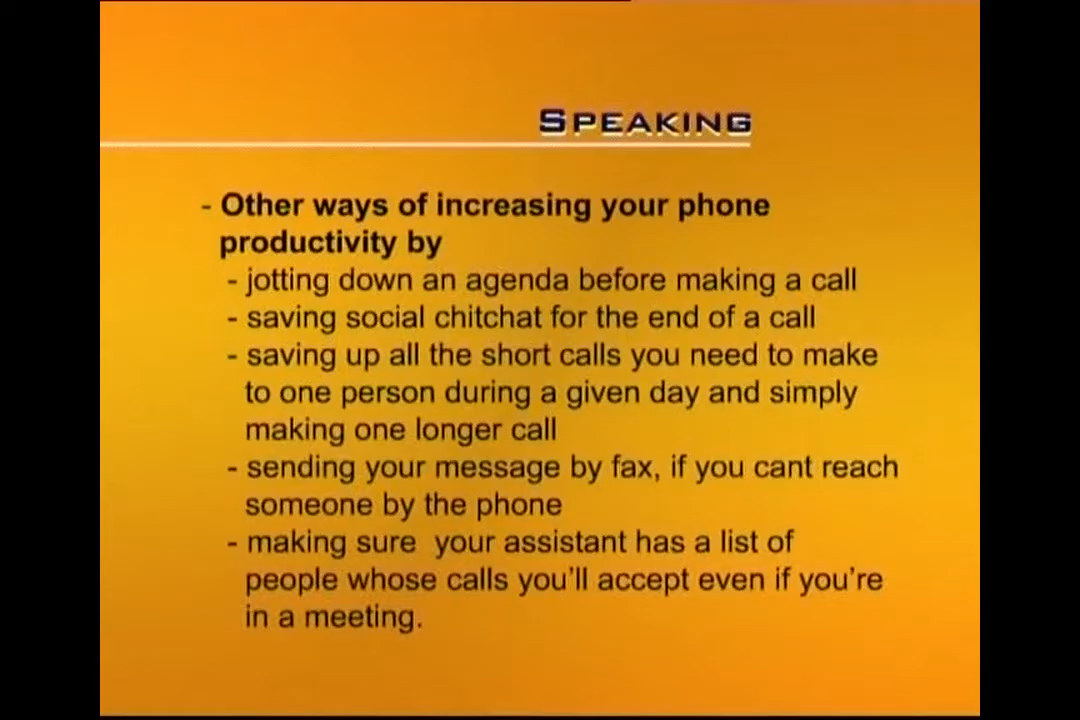 SPEAKING
- Other ways of increasing your phone
productivity by
- jotting down an agenda before making a call
- saving social chitchat for the end of a call
- saving up all the short calls you need to make
to one person during a given day and simply
making one longer call
- sending your message by fax, if you cant reach
someone by the phone
- making sure  your assistant has a list of
people whose calls you’ll accept even if you’re
in a meeting.